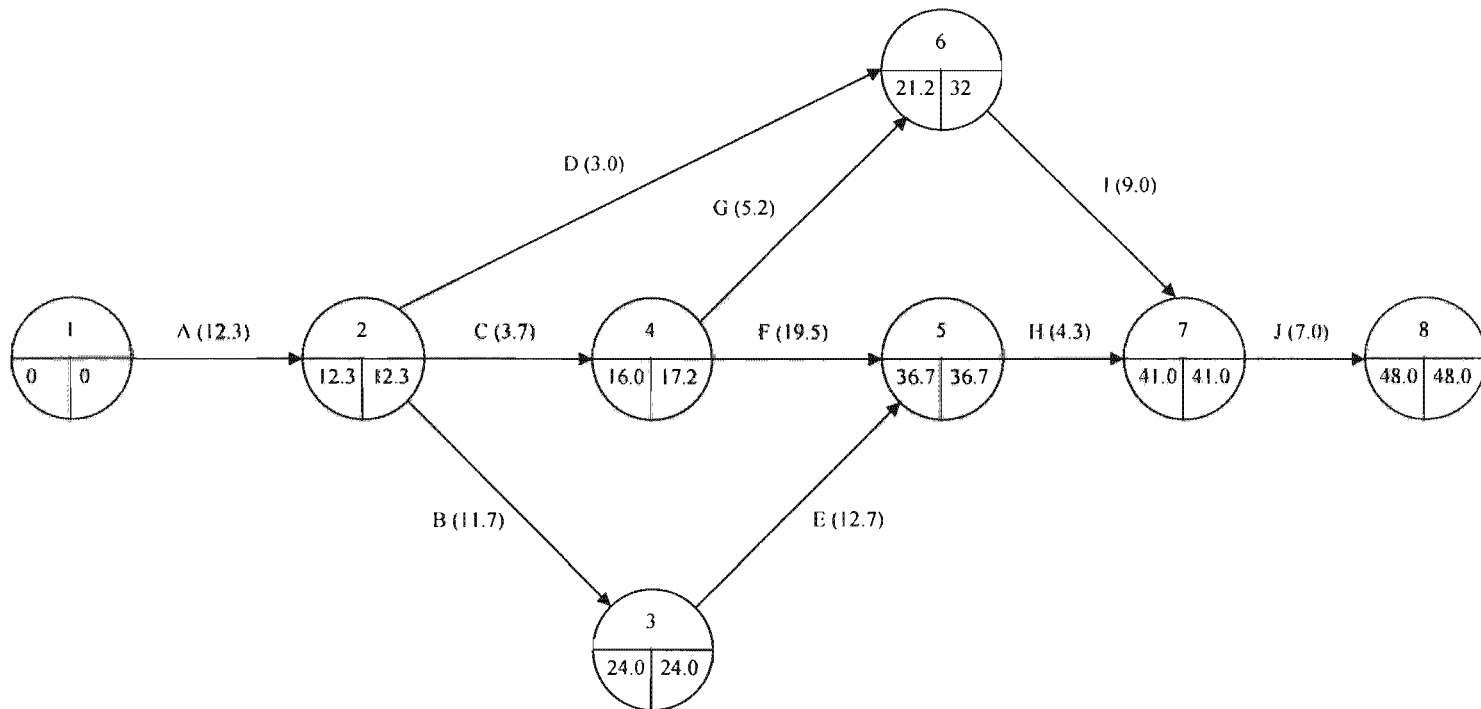 6
21.2 32
D (3.0)
G (5.2)
I (9.0)
1
0 0
A (12.3)
2
12.3 12.3
C (3.7)
4
16.0 17.2
F (19.5)
5
36.7 36.7
H (4.3)
7
41.0 41.0
J (7.0)
8
48.0 48.0
B (11.7)
E (12.7)
3
24.0 24.0